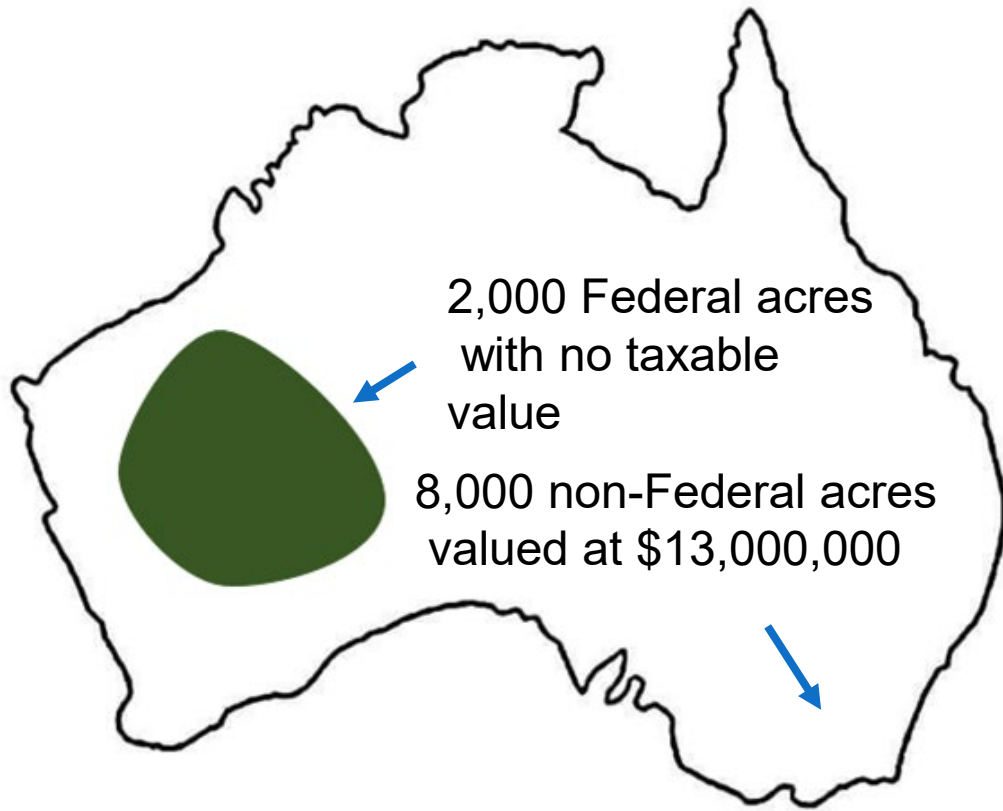 2,000 Federal acres
with no taxable
value
8,000 non-Federal acres
valued at $13,000,000